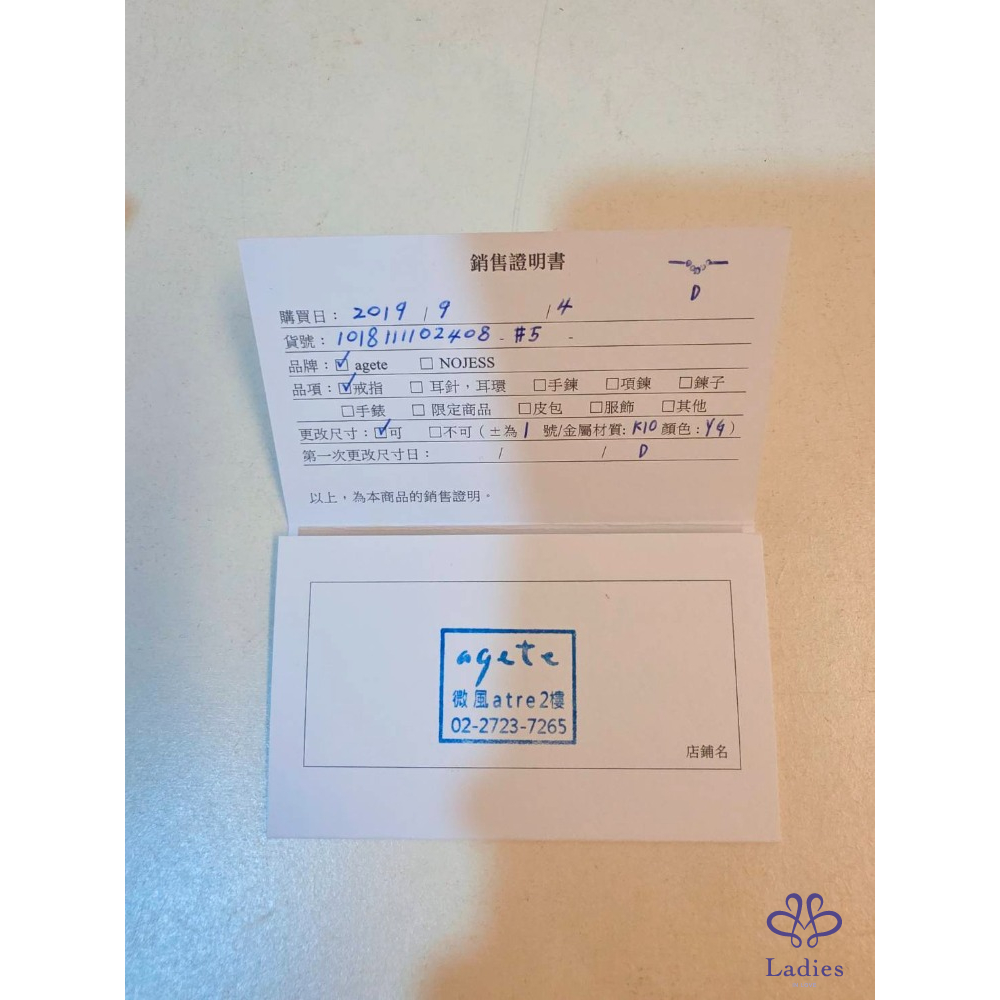 銷售證明書
D
購買日: 2019 / 9 / 4
貨號: 1018111102408 - #5 -
品牌:☑ agete ☐ NOJESS
品項:☑戒指 ☐ 耳針,耳環 ☐手鍊 ☐項鍊 ☐鍊子
☐手錶 ☐ 限定商品 ☐皮包 ☐服飾 ☐其他
更改尺寸:☑可 ☐不可(±為 1 號/金屬材質: K10 顏色: YG)
第一次更改尺寸日: / / D
以上,為本商品的銷售證明。
agete
微風atre2樓
02-2723-7265
店鋪名
Ladies